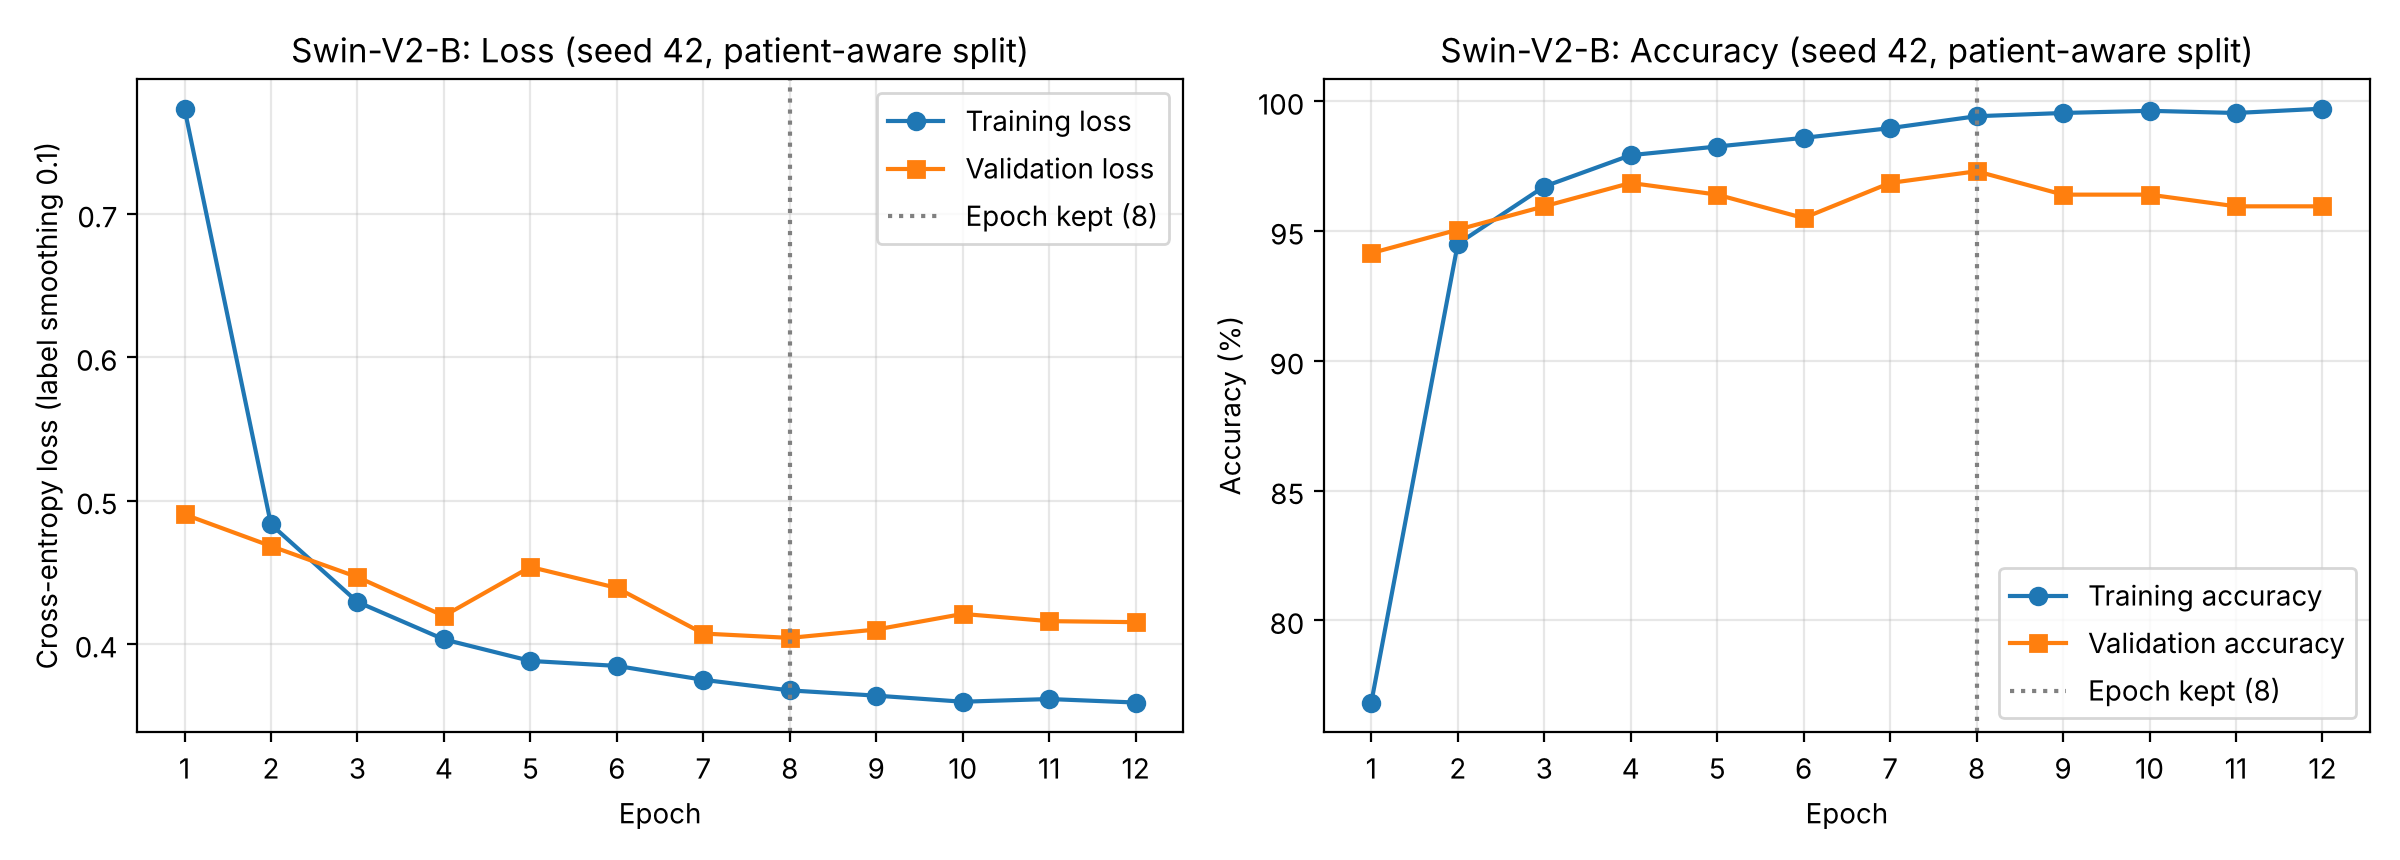 Swin-V2-B: Loss (seed 42, patient-aware split)
Cross-entropy loss (label smoothing 0.1)
0.7
0.6
0.5
0.4
Training loss
Validation loss
Epoch kept (8)
1 2 3 4 5 6 7 8 9 10 11 12
Epoch
Swin-V2-B: Accuracy (seed 42, patient-aware split)
Accuracy (%)
100
95
90
85
80
Training accuracy
Validation accuracy
Epoch kept (8)
1 2 3 4 5 6 7 8 9 10 11 12
Epoch